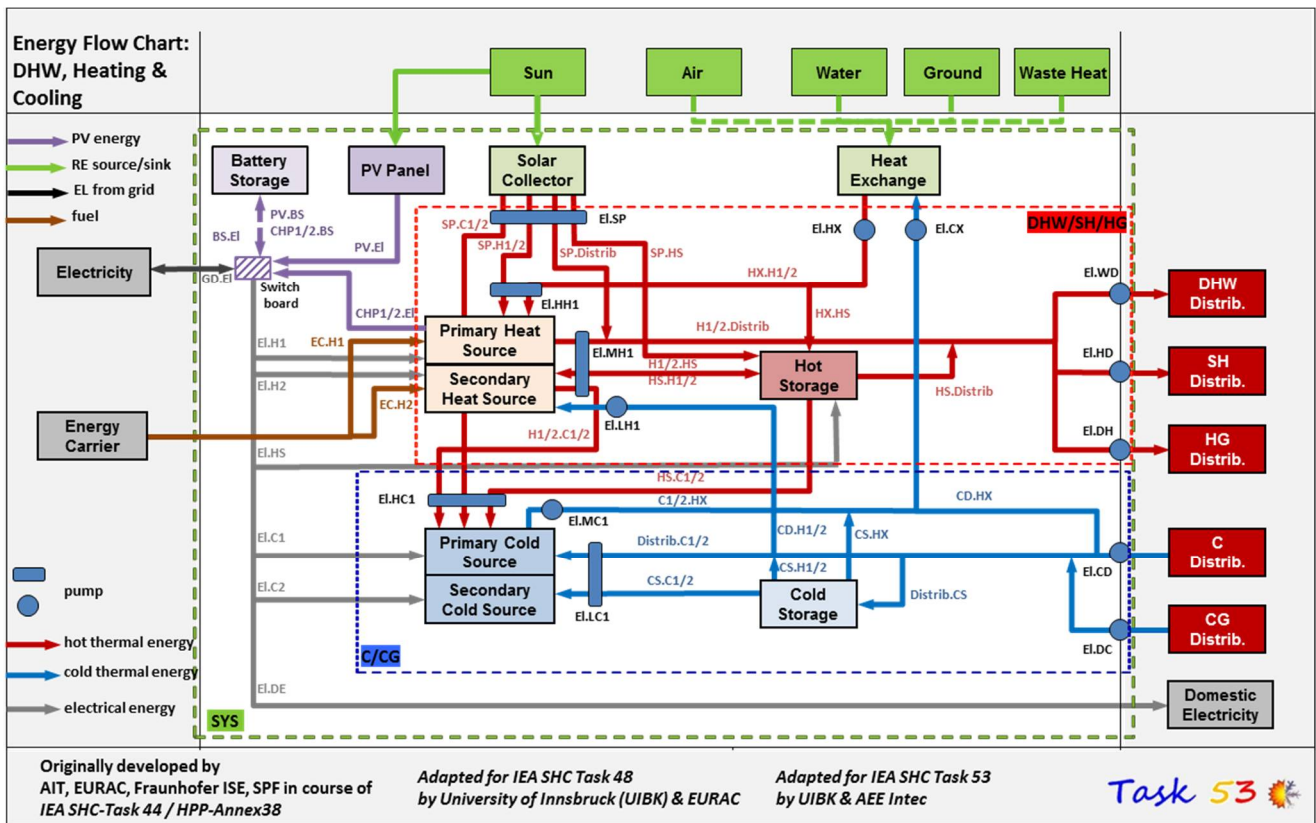 Energy Flow Chart:
DHW, Heating &
Cooling
Sun
Air
Water
Ground
Waste Heat
PV energy
RE source/sink
EL from grid
fuel
Battery
Storage
PV Panel
Solar
Collector
Heat
Exchange
DHW/SH/HG
PV.BS
CHP1/2.BS
BS.El
PV.El
SP.C1/2
SP.H1/2
SP.Distrib
SP.HS
El.SP
El.HX
El.CX
HX.H1/2
HX.HS
Electricity
GD.El
Switch
board
CHP1/2.El
El.HH1
El.WD
DHW
Distrib.
Primary Heat
Source
Secondary
Heat Source
El.H1
El.H2
EC.H1
EC.H2
El.MH1
H1/2.Distrib
H1/2.HS
HS.H1/2
Hot
Storage
HS.Distrib
El.HD
SH
Distrib.
El.LH1
Energy
Carrier
H1/2.C1/2
El.HS
El.DH
HG
Distrib.
HS.C1/2
El.HC1
El.MC1
C1/2.HX
CD.HX
CD.H1/2
CS.HX
Primary Cold
Source
Secondary
Cold Source
El.C1
El.C2
Distrib.C1/2
CS.H1/2
CS.C1/2
El.LC1
Cold
Storage
Distrib.CS
El.CD
C
Distrib.
El.DC
CG
Distrib.
pump
hot thermal energy
cold thermal energy
electrical energy
C/CG
El.DE
SYS
Domestic
Electricity
Originally developed by
AIT, EURAC, Fraunhofer ISE, SPF in course of
IEA SHC-Task 44 / HPP-Annex38
Adapted for IEA SHC Task 48
by University of Innsbruck (UIBK) & EURAC
Adapted for IEA SHC Task 53
by UIBK & AEE Intec
Task 53